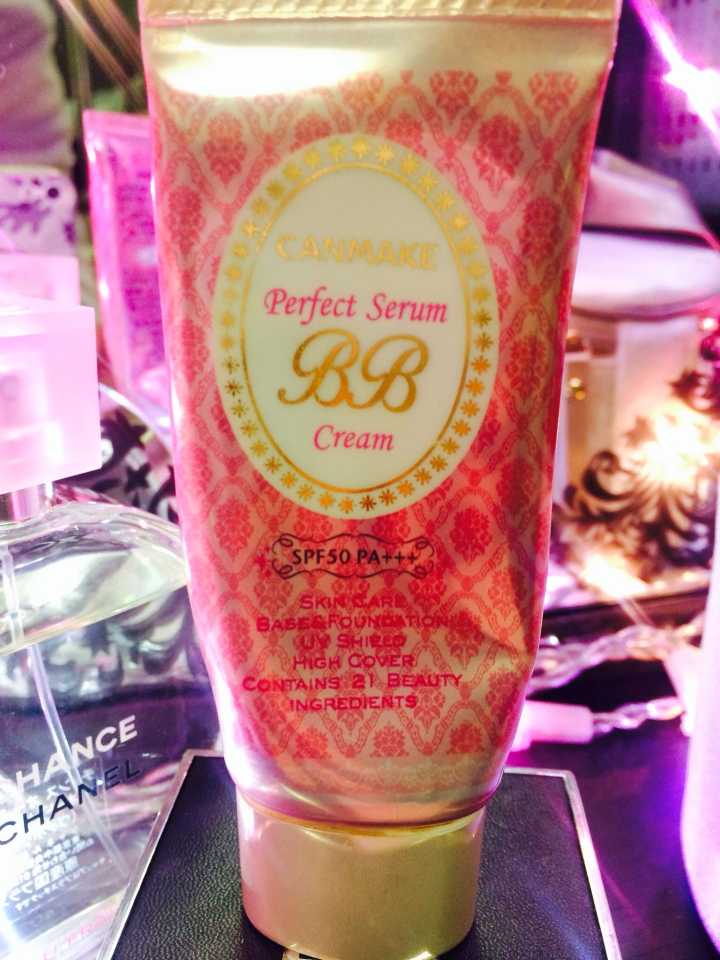 CANMAKE
Perfect Serum
BB
Cream
SPF50 PA+++
SKIN CARE
BASE&FOUNDATION
UV SHIELD
HIGH COVER
CONTAINS 21 BEAUTY
INGREDIENTS
CHANCE
CHANEL